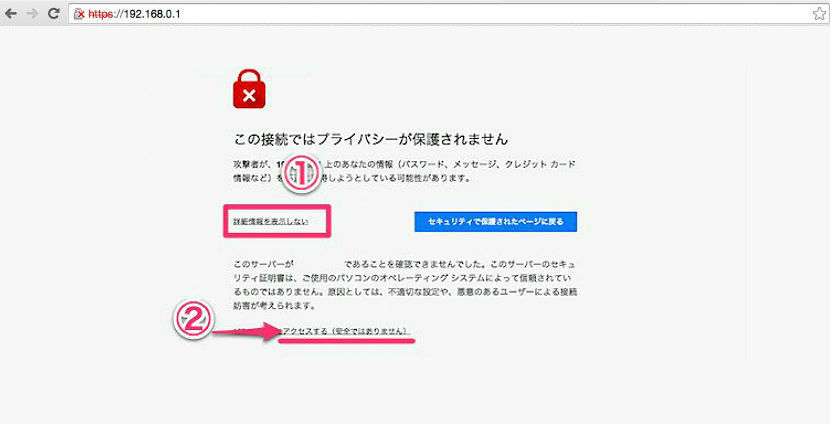 https://192.168.0.1
この接続ではプライバシーが保護されません
攻撃者が、 上のあなたの情報（パスワード、メッセージ、クレジット カード
情報など）を しようとしている可能性があります。
①
詳細情報を表示しない
セキュリティで保護されたページに戻る
このサーバーが であることを確認できませんでした。このサーバーのセキュ
リティ証明書は、ご使用のパソコンのオペレーティング システムによって信頼されてい
るものではありません。原因としては、不適切な設定や、悪意のあるユーザーによる接続
妨害が考えられます。
②
アクセスする（安全ではありません）